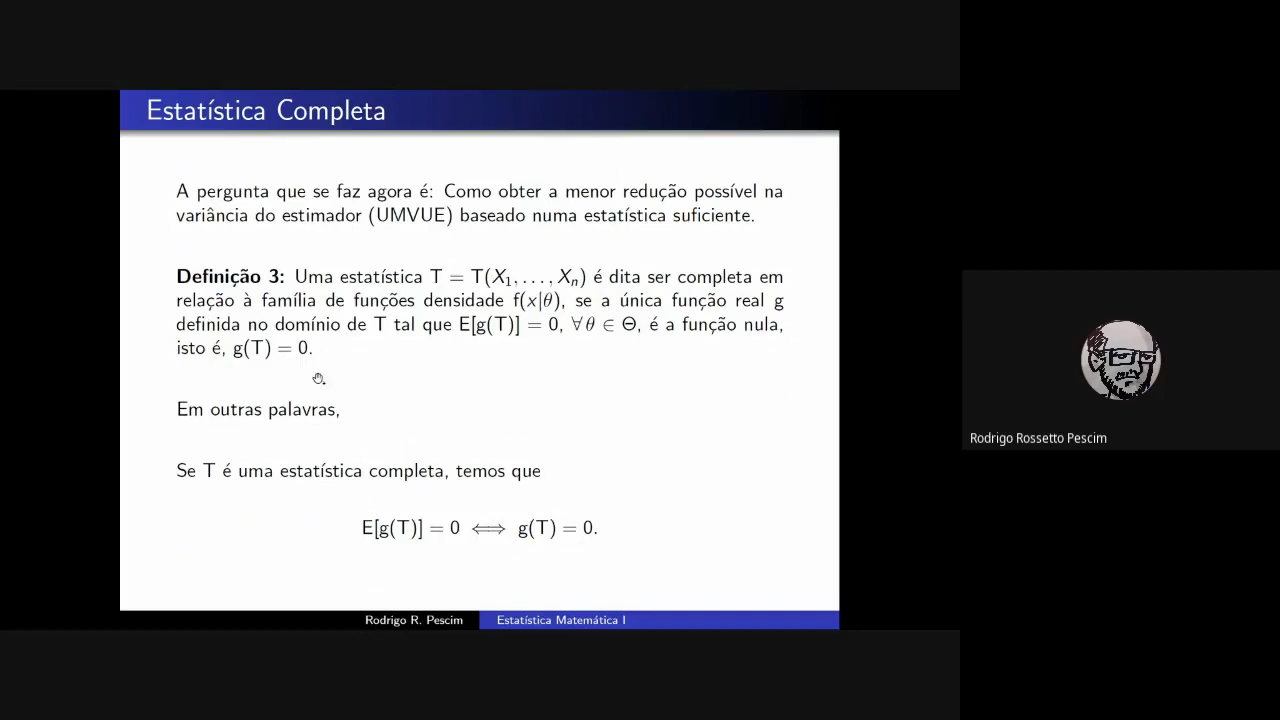 Estatística Completa
A pergunta que se faz agora é: Como obter a menor redução possível na
variância do estimador (UMVUE) baseado numa estatística suficiente.
Definição 3: Uma estatística T = T(X₁, . . . , Xₙ) é dita ser completa em
relação à família de funções densidade f(x|θ), se a única função real g
definida no domínio de T tal que E[g(T)] = 0, ∀ θ ∈ Θ, é a função nula,
isto é, g(T) = 0.
Em outras palavras,
Se T é uma estatística completa, temos que
E[g(T)] = 0 ⟺ g(T) = 0.
Rodrigo R. Pescim
Estatística Matemática I
Rodrigo Rossetto Pescim